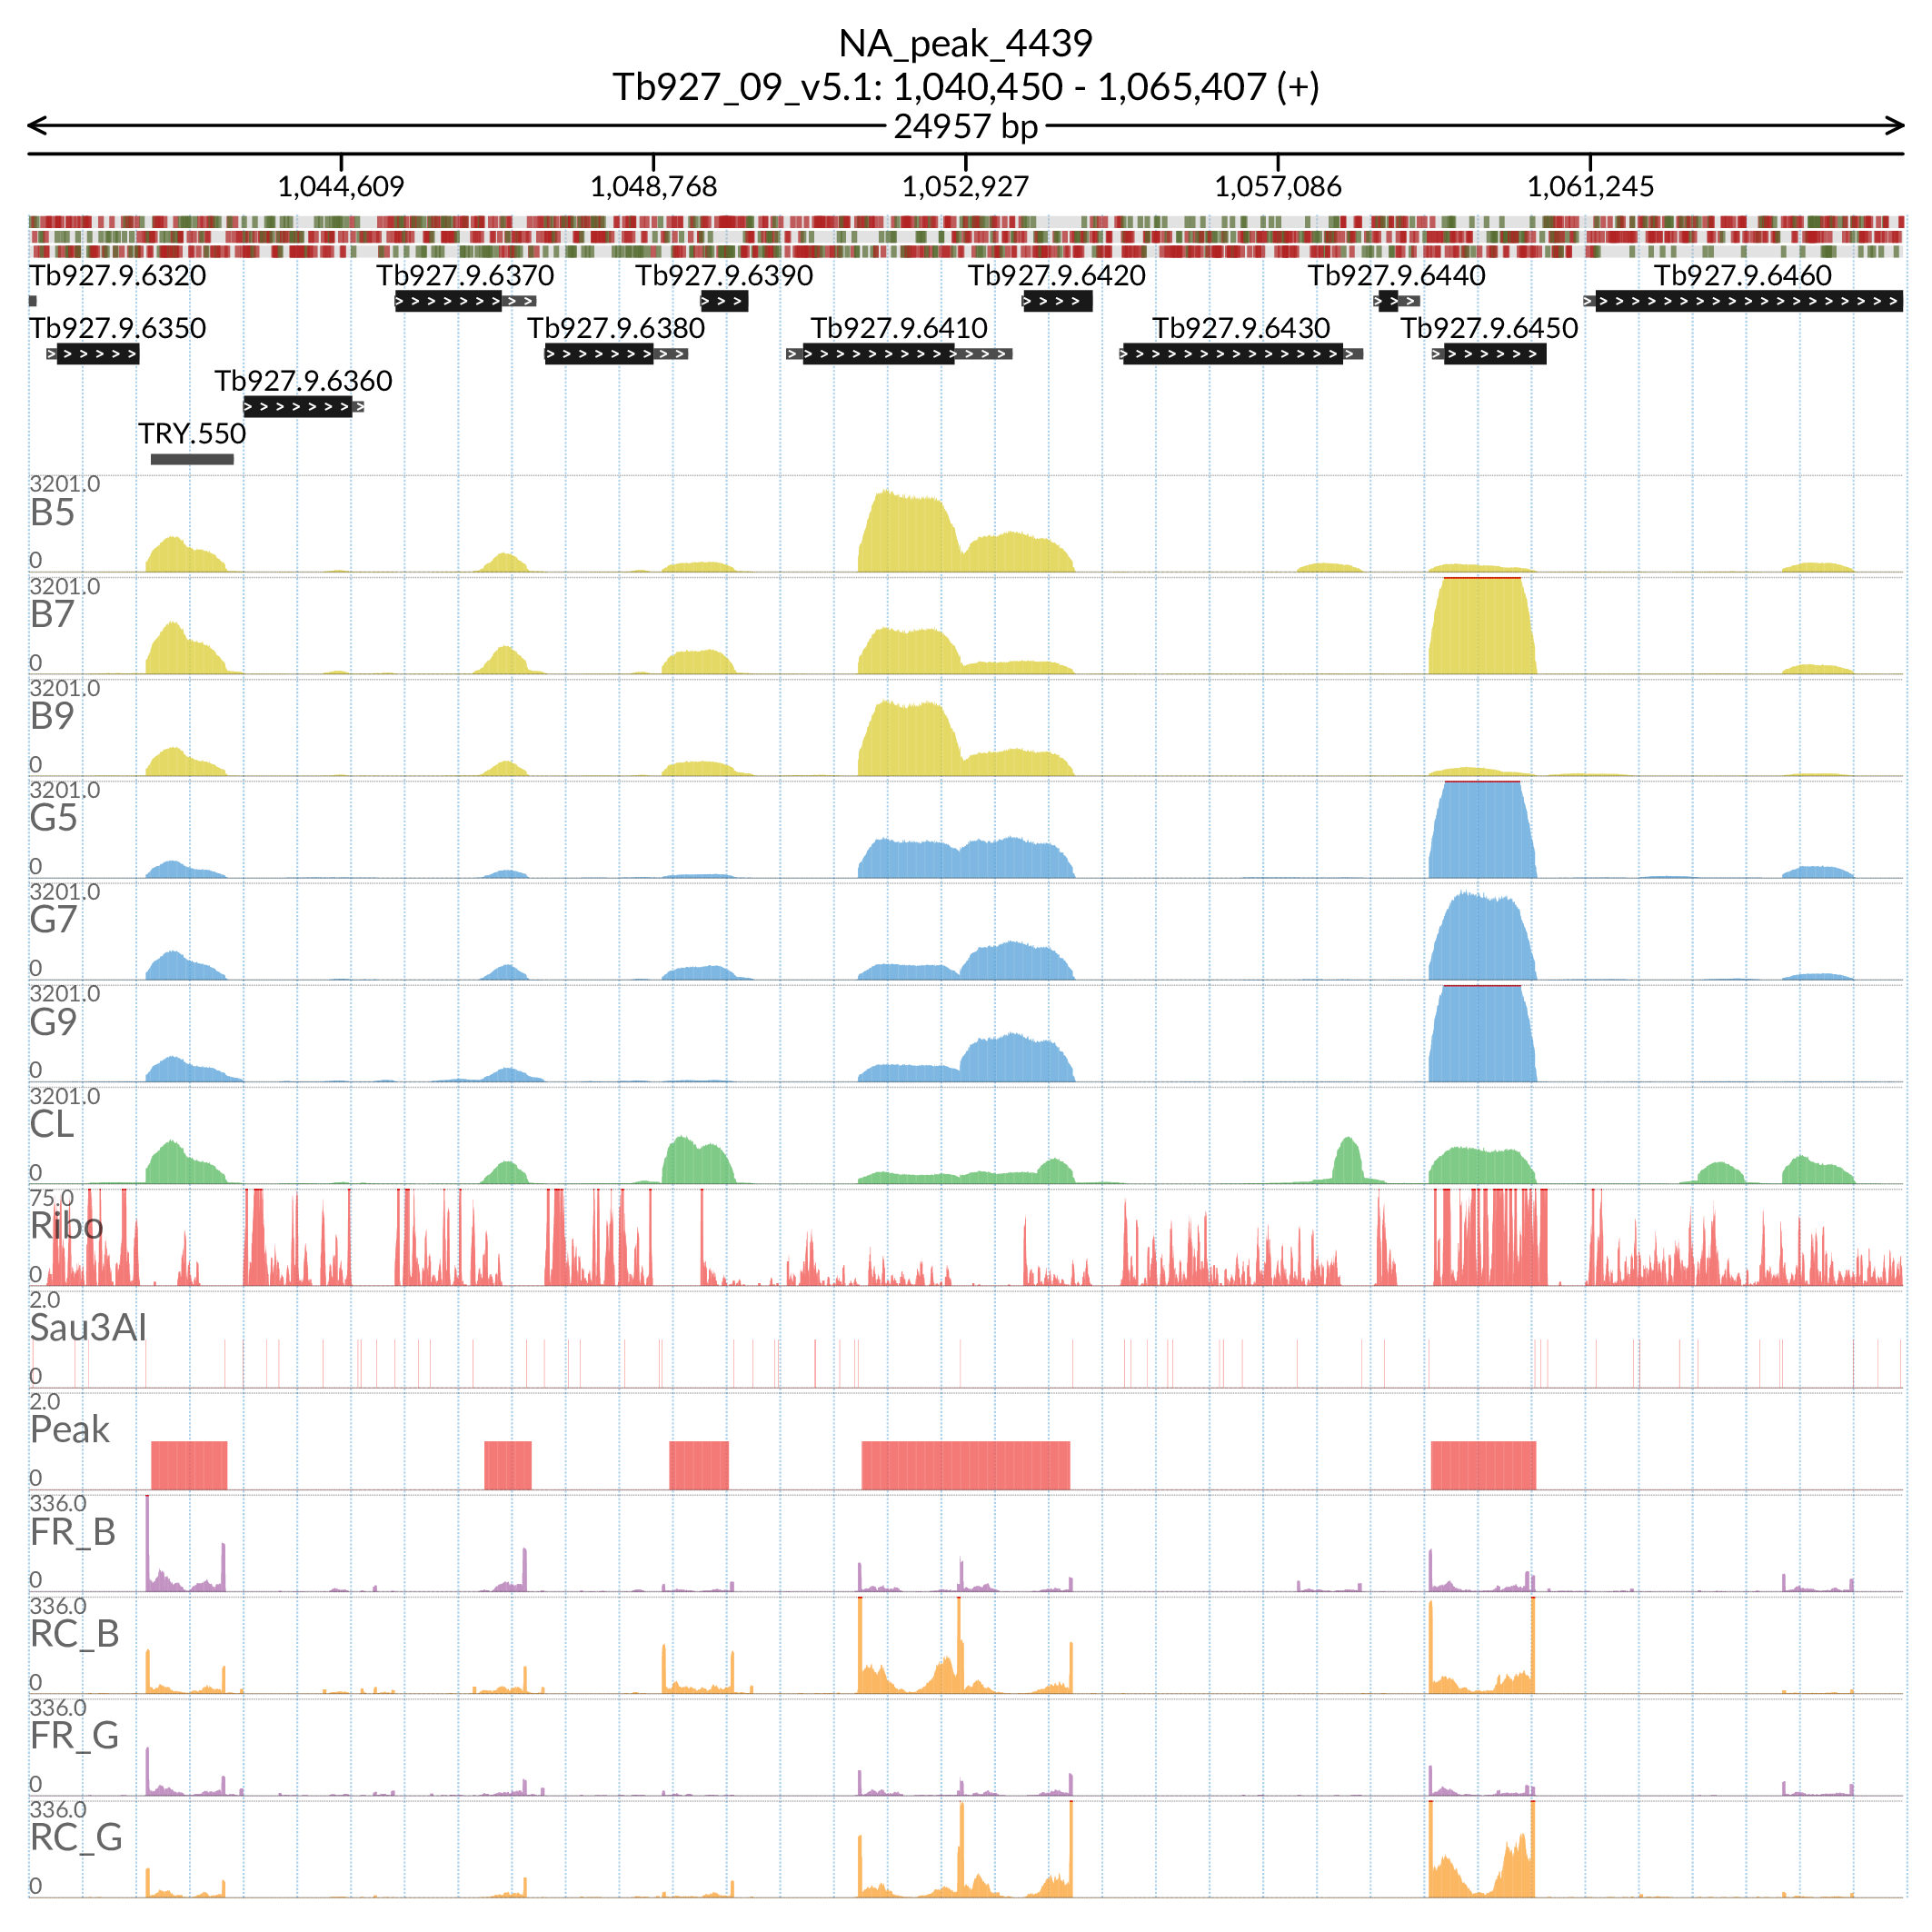 NA_peak_4439
Tb927_09_v5.1: 1,040,450 - 1,065,407 (+)
24957 bp
1,044,609 1,048,768 1,052,927 1,057,086 1,061,245
Tb927.9.6320 Tb927.9.6370 Tb927.9.6390 Tb927.9.6420 Tb927.9.6440 Tb927.9.6460
Tb927.9.6350 Tb927.9.6380 Tb927.9.6410 Tb927.9.6430 Tb927.9.6450
Tb927.9.6360
TRY.550
3201.0
B5
0
3201.0
B7
0
3201.0
B9
0
3201.0
G5
0
3201.0
G7
0
3201.0
G9
0
3201.0
CL
0
75.0
Ribo
0
2.0
Sau3AI
0
2.0
Peak
0
336.0
FR_B
0
336.0
RC_B
0
336.0
FR_G
0
336.0
RC_G
0